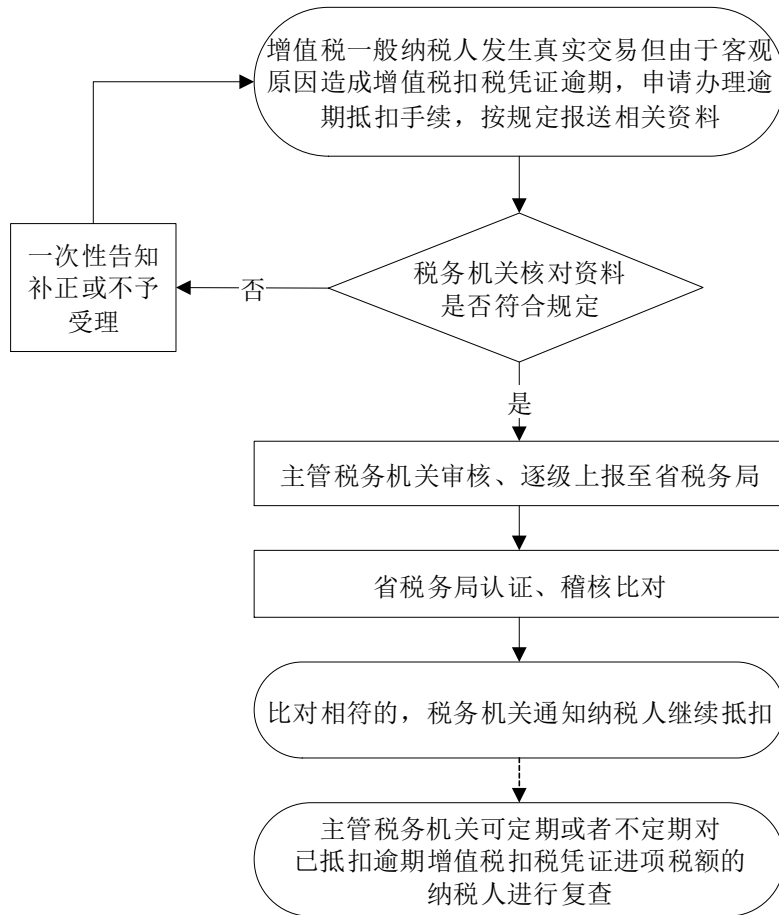 增值税一般纳税人发生真实交易但由于客观
原因造成增值税扣税凭证逾期，申请办理逾
期抵扣手续，按规定报送相关资料
一次性告知
补正或不予
受理
否
税务机关核对资料
是否符合规定
是
主管税务机关审核、逐级上报至省税务局
省税务局认证、稽核比对
比对相符的，税务机关通知纳税人继续抵扣
主管税务机关可定期或者不定期对
已抵扣逾期增值税扣税凭证进项税额的
纳税人进行复查